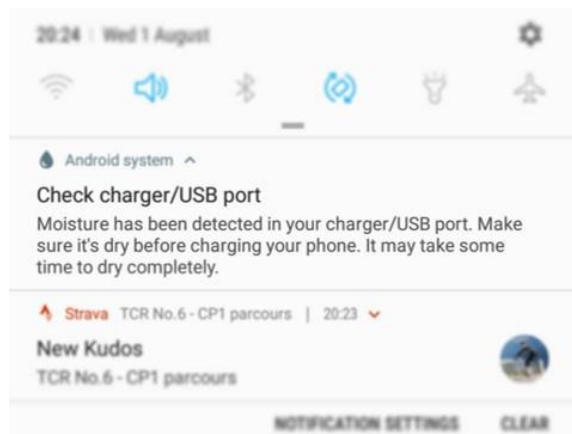 20:24 | Wed 1 August
Android system
Check charger/USB port
Moisture has been detected in your charger/USB port. Make
sure it's dry before charging your phone. It may take some
time to dry completely.
Strava TCR No.6 - CP1 parcours | 20:23
New Kudos
TCR No.6 - CP1 parcours
NOTIFICATION SETTINGS CLEAR